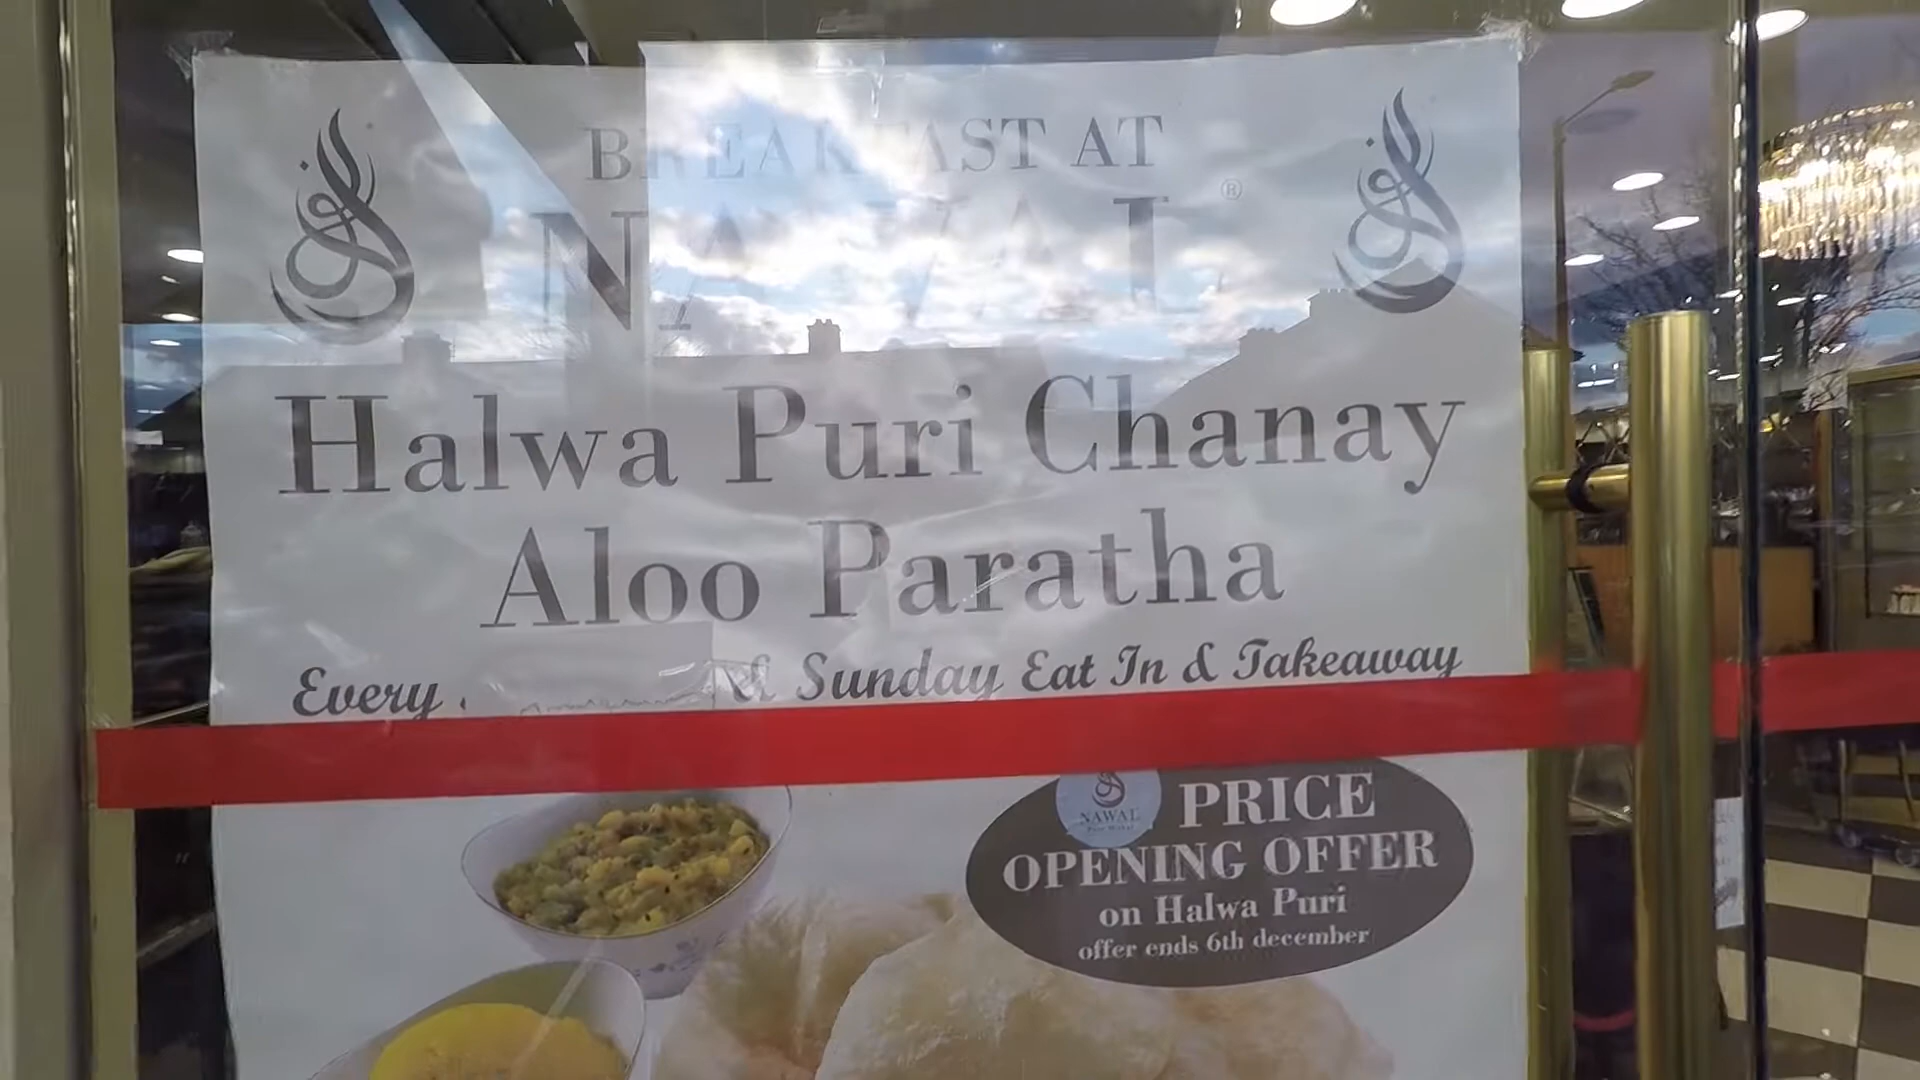 BREAKFAST AT
NAWAL ®
Halwa Puri Chanay
Aloo Paratha
Every & Sunday Eat In & Takeaway
NAWAL
PRICE
OPENING OFFER
on Halwa Puri
offer ends 6th december